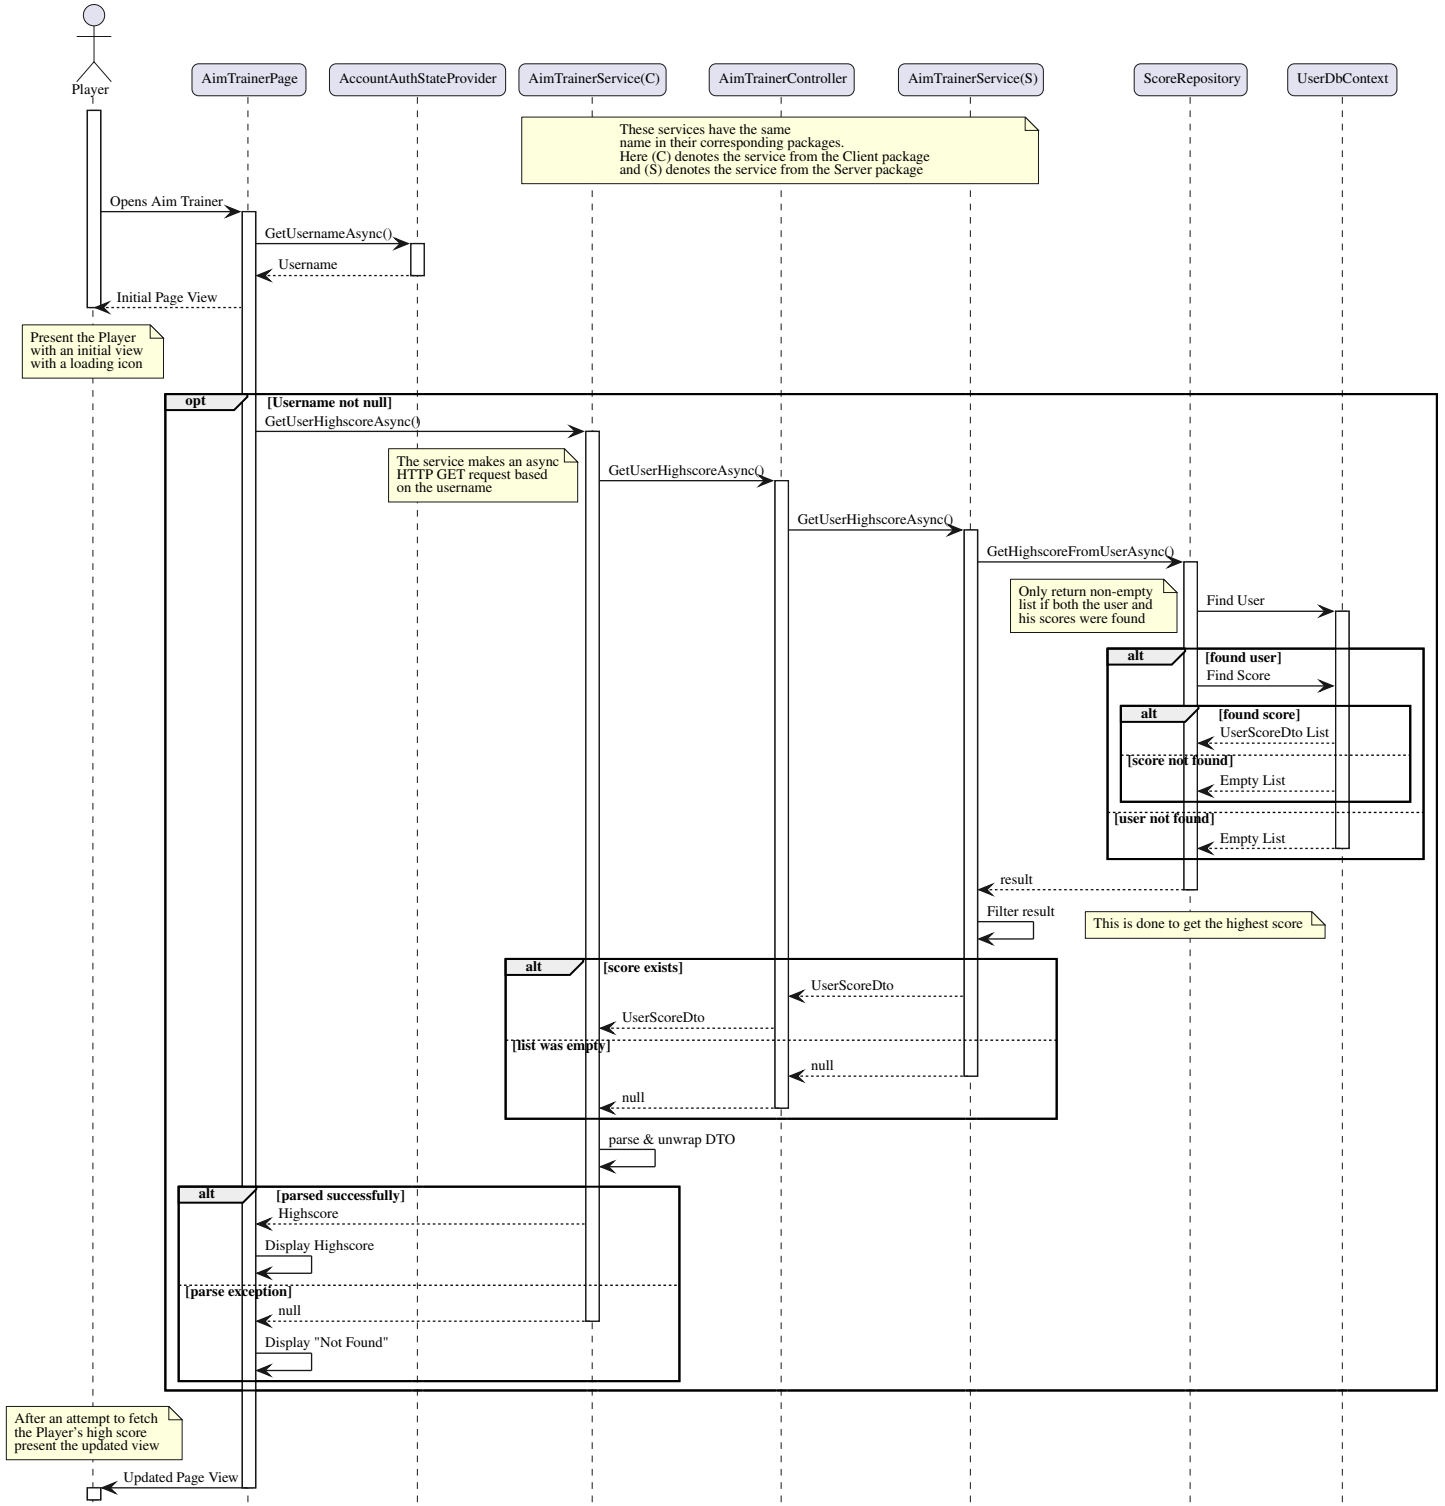 Player
AimTrainerPage
AccountAuthStateProvider
AimTrainerService(C)
AimTrainerController
AimTrainerService(S)
ScoreRepository
UserDbContext
These services have the same
name in their corresponding packages.
Here (C) denotes the service from the Client package
and (S) denotes the service from the Server package
Opens Aim Trainer
GetUsernameAsync()
Username
Initial Page View
Present the Player
with an initial view
with a loading icon
opt
[Username not null]
GetUserHighscoreAsync()
The service makes an async
HTTP GET request based
on the username
GetUserHighscoreAsync()
GetUserHighscoreAsync()
GetHighscoreFromUserAsync()
Only return non-empty
list if both the user and
his scores were found
Find User
alt
[found user]
Find Score
alt
[found score]
UserScoreDto List
[score not found]
Empty List
[user not found]
Empty List
result
Filter result
This is done to get the highest score
alt
[score exists]
UserScoreDto
UserScoreDto
[list was empty]
null
null
parse & unwrap DTO
alt
[parsed successfully]
Highscore
Display Highscore
[parse exception]
null
Display "Not Found"
After an attempt to fetch
the Player's high score
present the updated view
Updated Page View